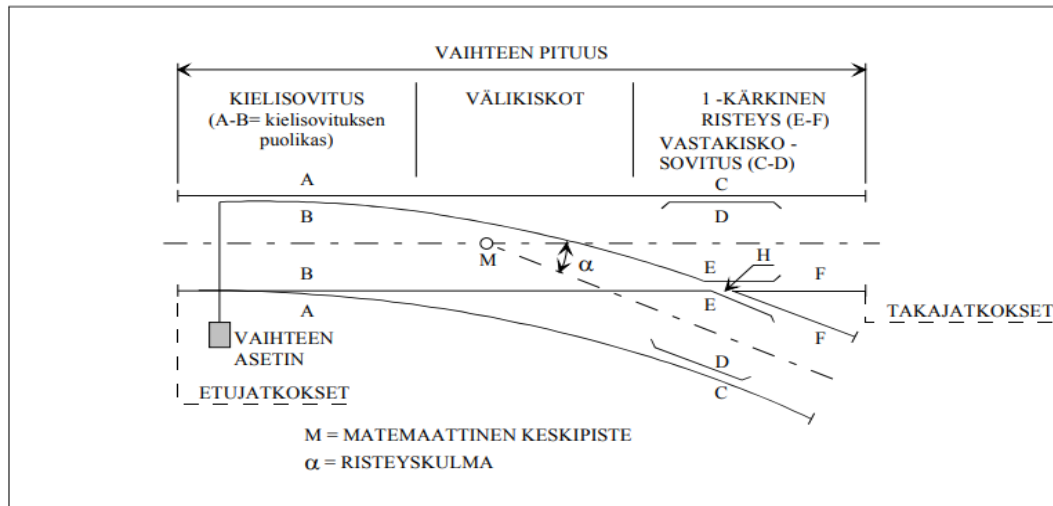 VAIHTEEN PITUUS
KIELISOVITUS
(A-B= kielisovituksen
puolikas)
VÄLIKISKOT
1 -KÄRKINEN
RISTEYS (E-F)
VASTAKISKO -
SOVITUS (C-D)
A
C
B
D
M
α
E
H
F
B
E
A
F
TAKAJATKOKSET
VAIHTEEN
ASETIN
D
C
ETUJATKOKSET
M = MATEMAATTINEN KESKIPISTE
α = RISTEYSKULMA